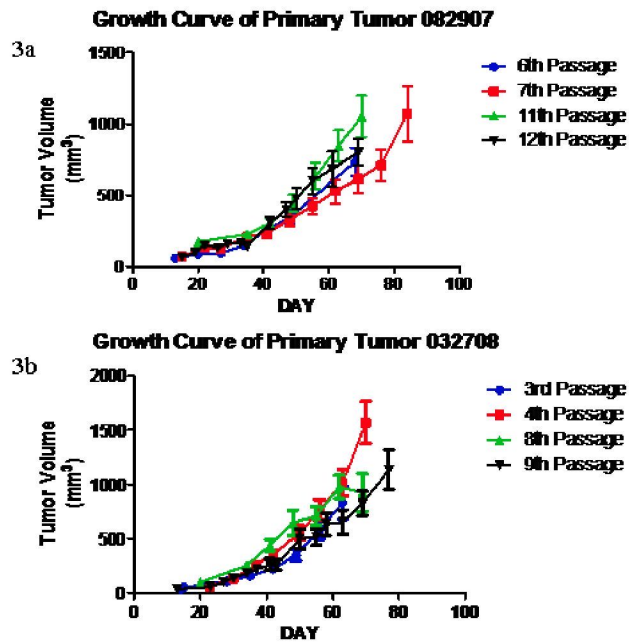 Growth Curve of Primary Tumor 082907
3a
1500
1000
500
0
Tumor Volume
(mm³)
0 20 40 60 80 100
DAY
6th Passage
7th Passage
11th Passage
12th Passage
Growth Curve of Primary Tumor 032708
3b
2000
1500
1000
500
0
Tumor Volume
(mm³)
0 20 40 60 80 100
DAY
3rd Passage
4th Passage
8th Passage
9th Passage